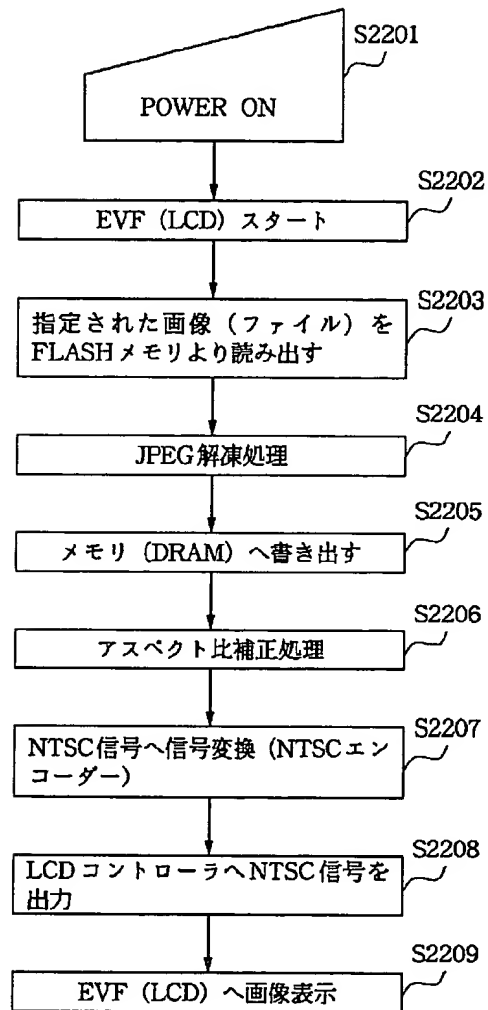 S2201
POWER ON
S2202
EVF（LCD）スタート
S2203
指定された画像（ファイル）を
FLASHメモリより読み出す
S2204
JPEG解凍処理
S2205
メモリ（DRAM）へ書き出す
S2206
アスペクト比補正処理
S2207
NTSC信号へ信号変換（NTSCエン
コーダー）
S2208
LCDコントローラへNTSC信号を
出力
S2209
EVF（LCD）へ画像表示